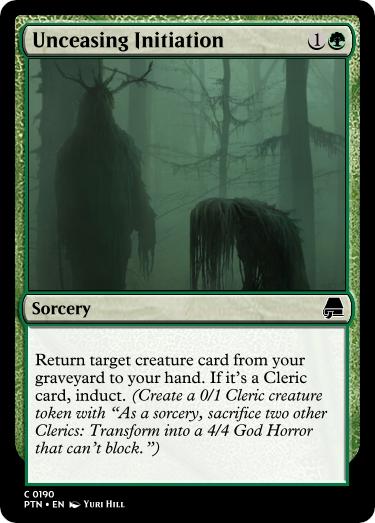 Unceasing Initiation 1
Sorcery
Return target creature card from your
graveyard to your hand. If it's a Cleric
card, induct. (Create a 0/1 Cleric creature
token with “As a sorcery, sacrifice two other
Clerics: Transform into a 4/4 God Horror
that can't block.”)
C 0190
PTN • EN Yuri Hill